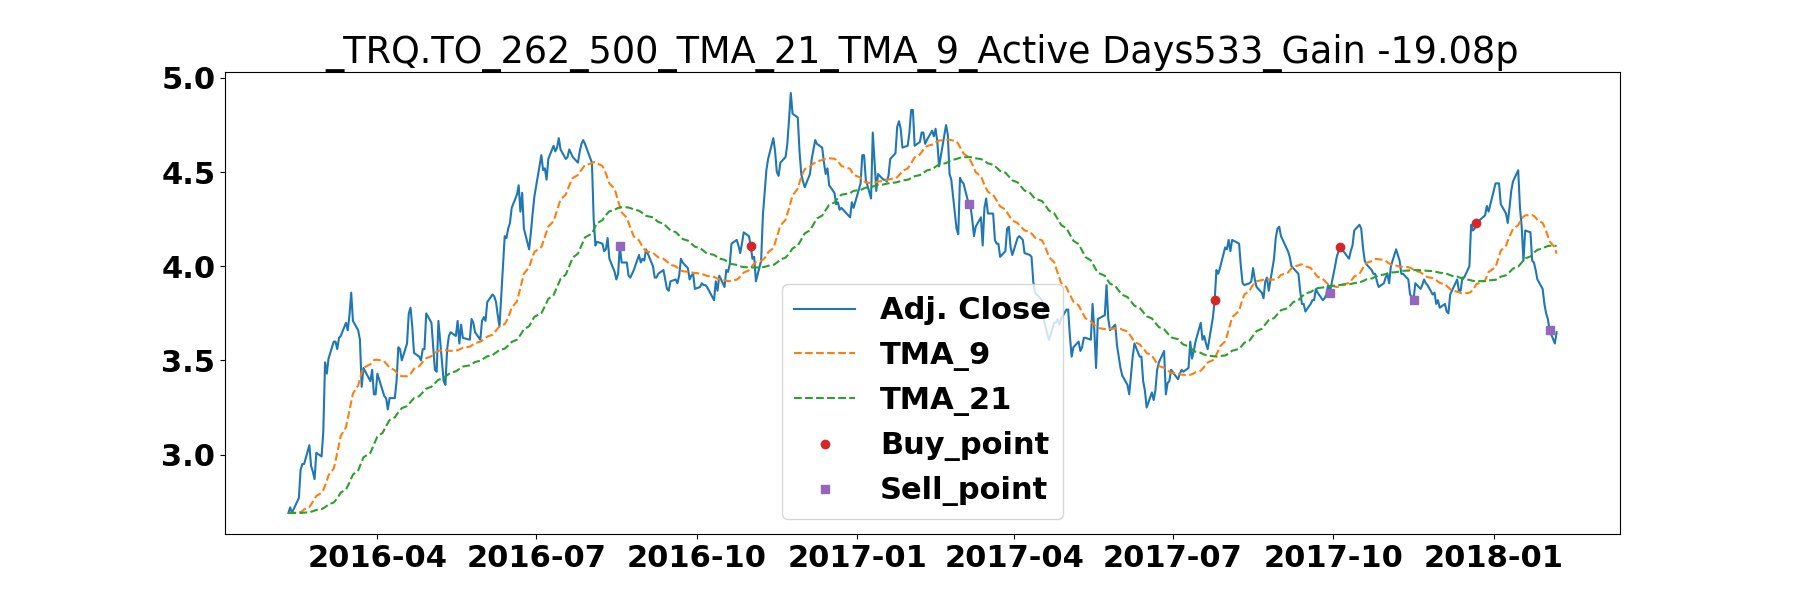 _TRQ.TO_262_500_TMA_21_TMA_9_Active Days533_Gain -19.08p
5.0
4.5
4.0
3.5
3.0
Adj. Close
TMA_9
TMA_21
Buy_point
Sell_point
2016-04 2016-07 2016-10 2017-01 2017-04 2017-07 2017-10 2018-01